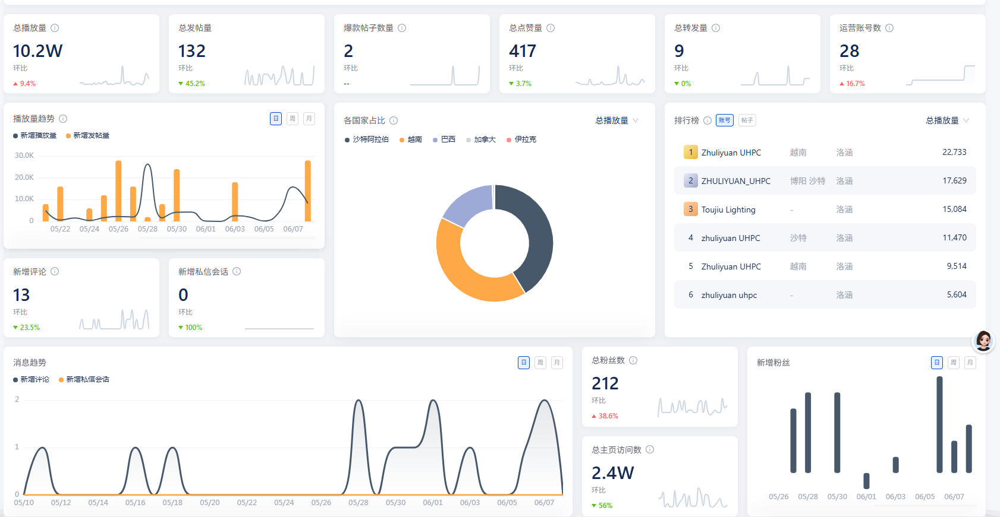 总播放量
10.2W
环比
9.4%
总发帖量
132
环比
45.2%
爆款帖子数量
2
环比
--
总点赞量
417
环比
3.7%
总转发量
9
环比
0%
运营账号数
28
环比
16.7%
播放量趋势
日 周 月
新增播放量 新增发帖量
30.0K
20.0K
10.0K
0
05/22 05/24 05/26 05/28 05/30 06/01 06/03 06/05 06/07
各国家占比
总播放量
沙特阿拉伯 越南 巴西 加拿大 伊拉克
排行榜 账号 帖子
总播放量
1 Zhuliyuan UHPC 越南 洛涵 22,733
2 ZHULIYUAN_UHPC 博阳 沙特 洛涵 17,629
3 Toujiu Lighting - 洛涵 15,084
4 zhuliyuan UHPC 沙特 洛涵 11,470
5 Zhuliyuan UHPC 越南 洛涵 9,514
6 zhuliyuan uhpc - 洛涵 5,604
新增评论
13
环比
23.5%
新增私信会话
0
环比
100%
消息趋势
日 周 月
新增评论 新增私信会话
2
1
0
05/10 05/12 05/14 05/16 05/18 05/20 05/22 05/24 05/26 05/28 05/30 06/01 06/03 06/05 06/07
总粉丝数
212
环比
38.6%
总主页访问数
2.4W
环比
56%
新增粉丝
日 周 月
05/26 05/28 05/30 06/01 06/03 06/05 06/07